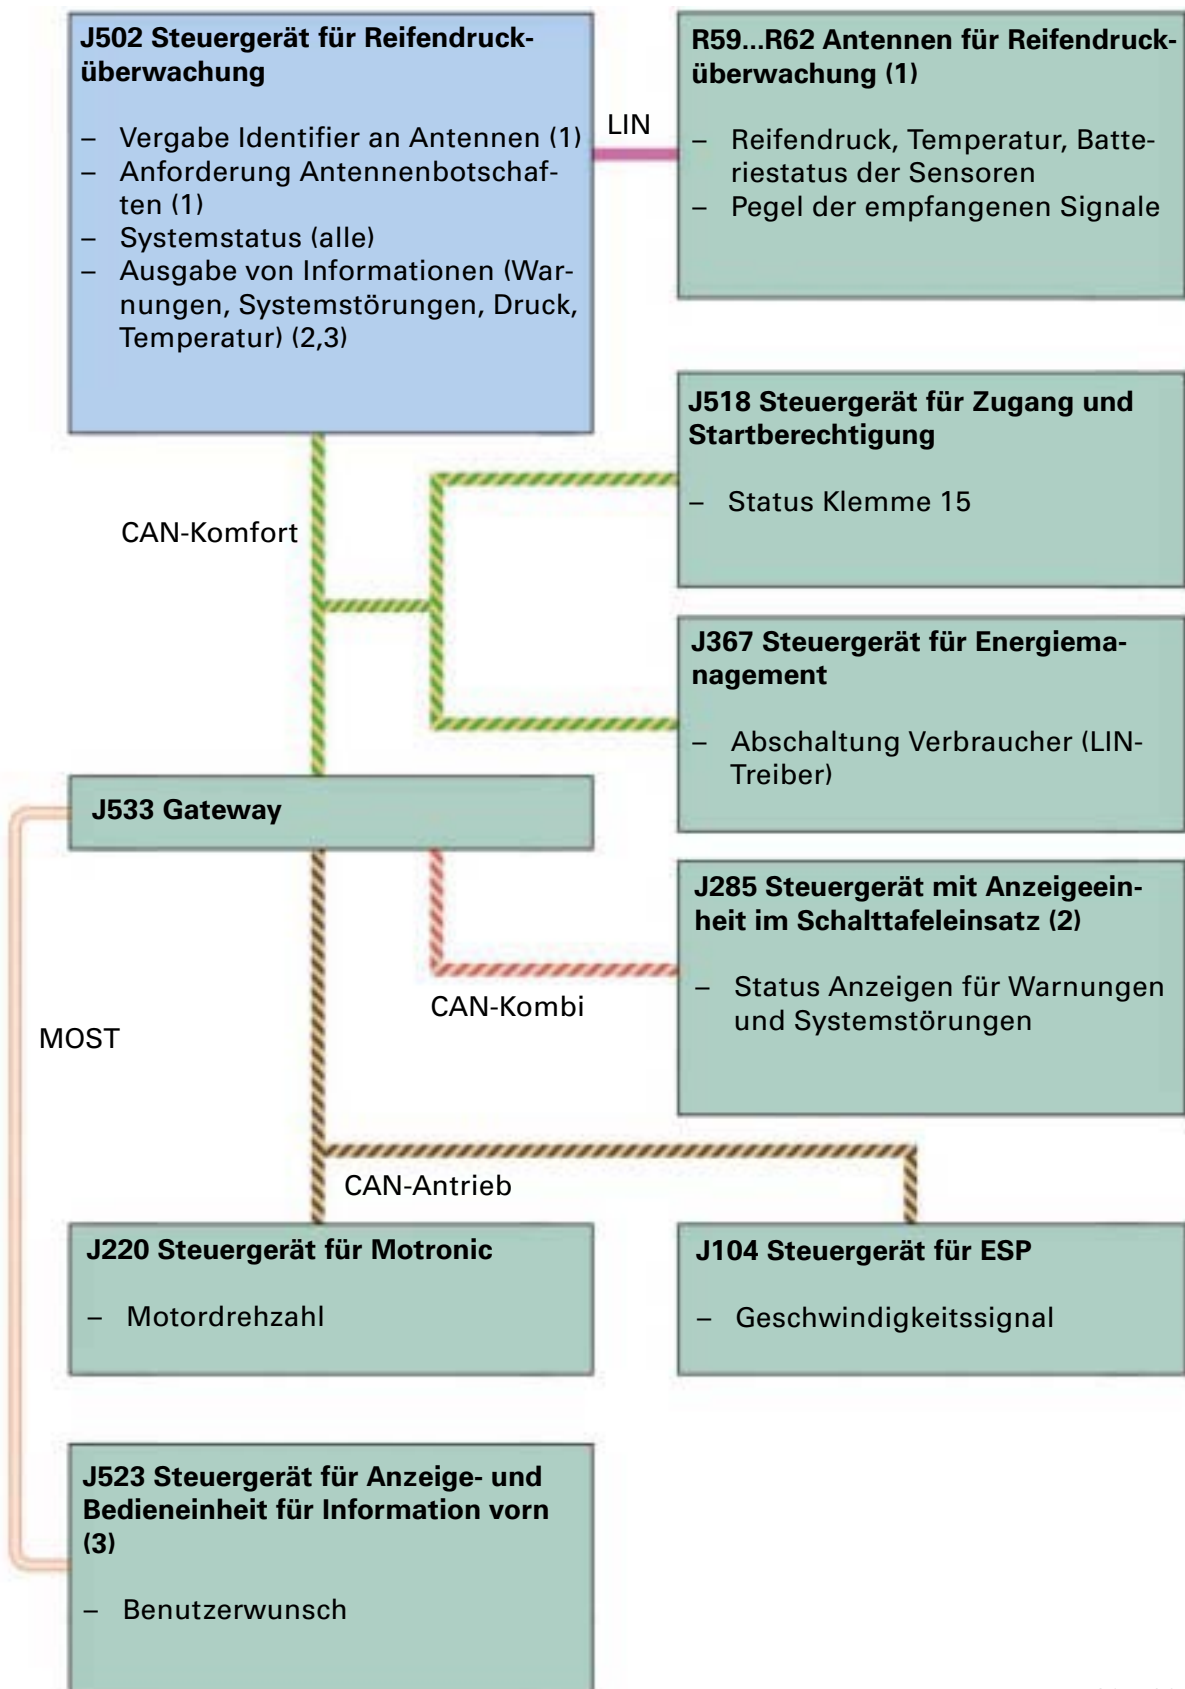 J502 Steuergerät für Reifendruck-
überwachung
– Vergabe Identifier an Antennen (1)
– Anforderung Antennenbotschaf-
ten (1)
– Systemstatus (alle)
– Ausgabe von Informationen (War-
nungen, Systemstörungen, Druck,
Temperatur) (2,3)
LIN
R59...R62 Antennen für Reifendruck-
überwachung (1)
– Reifendruck, Temperatur, Batte-
riestatus der Sensoren
– Pegel der empfangenen Signale
J518 Steuergerät für Zugang und
Startberechtigung
– Status Klemme 15
CAN-Komfort
J367 Steuergerät für Energiema-
nagement
– Abschaltung Verbraucher (LIN-
Treiber)
J533 Gateway
J285 Steuergerät mit Anzeigeein-
heit im Schalttafeleinsatz (2)
– Status Anzeigen für Warnungen
und Systemstörungen
CAN-Kombi
MOST
CAN-Antrieb
J220 Steuergerät für Motronic
– Motordrehzahl
J104 Steuergerät für ESP
– Geschwindigkeitssignal
J523 Steuergerät für Anzeige- und
Bedieneinheit für Information vorn
(3)
– Benutzerwunsch